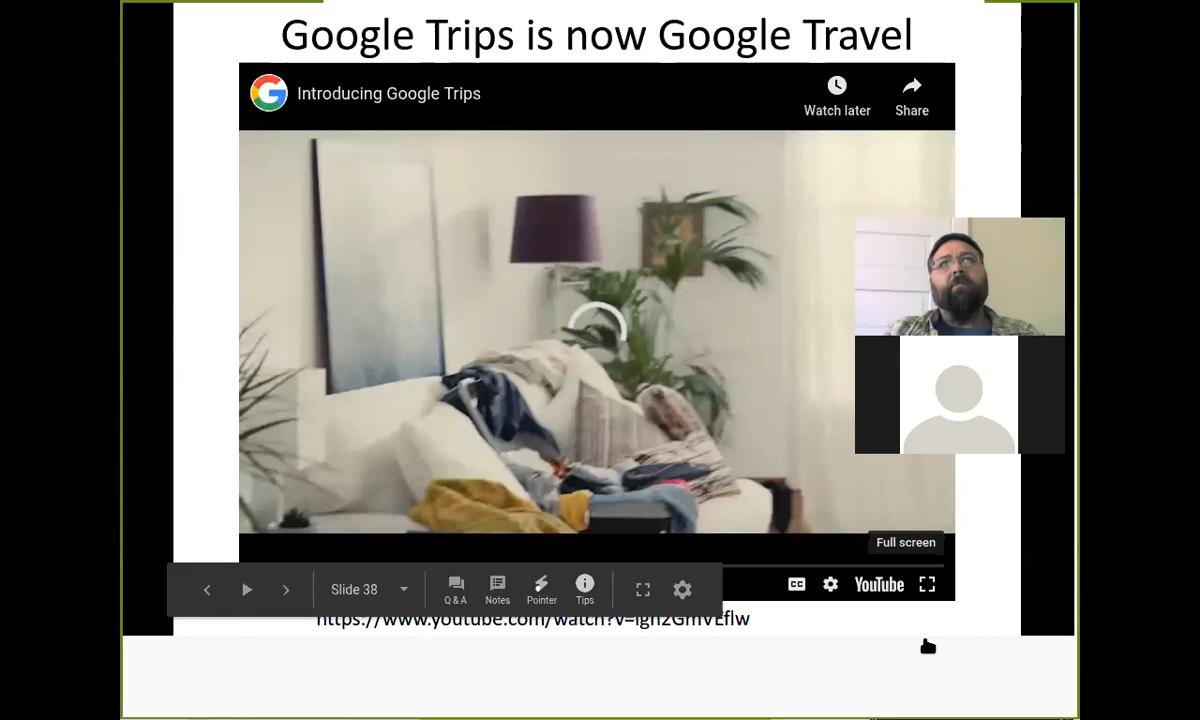 Google Trips is now Google Travel
Introducing Google Trips
Watch later
Share
Full screen
Slide 38
Q & A
Notes
Pointer
Tips
CC
YouTube